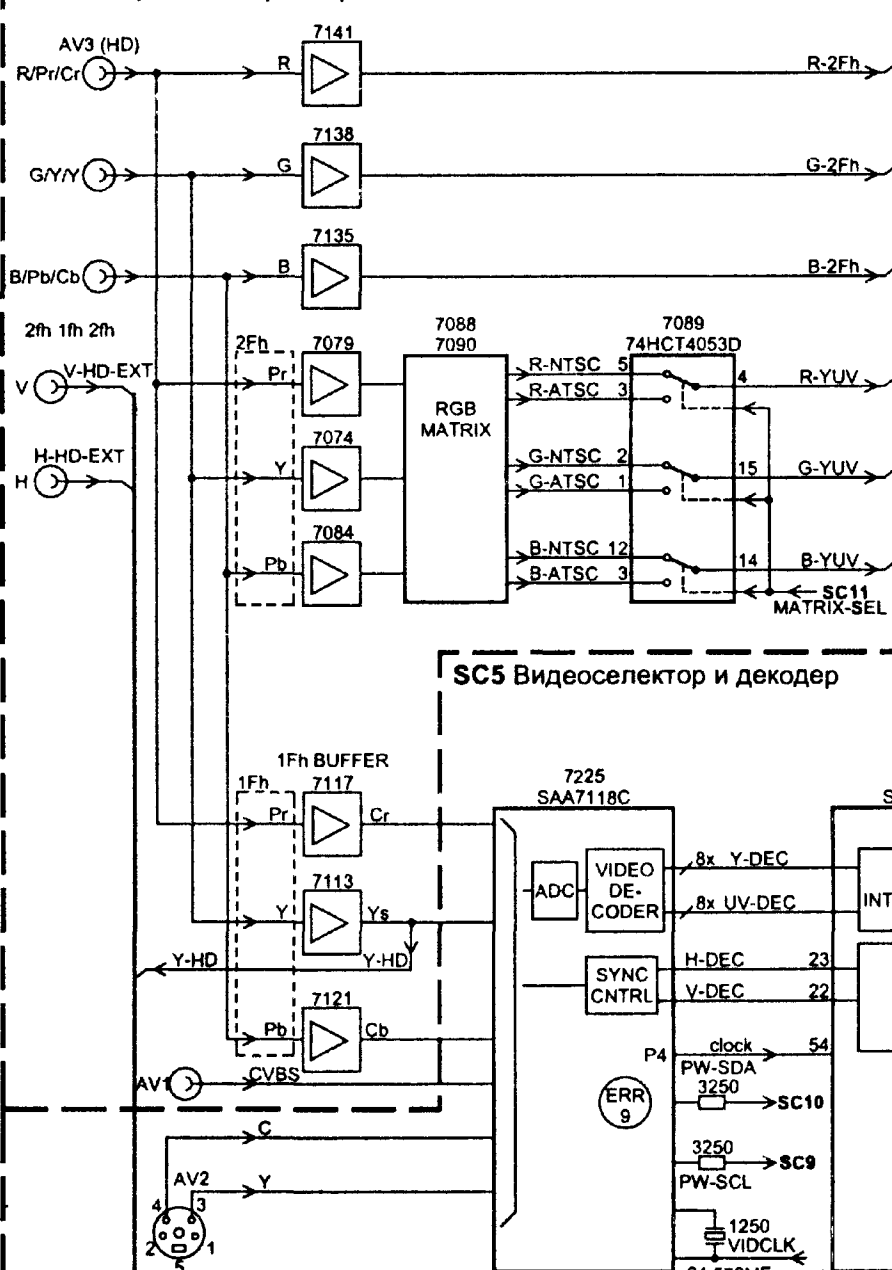 7141
AV3 (HD)
R/Pr/Cr
R
R-2Fh
7138
G/Y/Y
G
G-2Fh
7135
B/Pb/Cb
B
B-2Fh
2fh 1fh 2fh
7088
7090
7089
74HCT4053D
2Fh
7079
V-HD-EXT
V
Pr
R-NTSC 5
R-ATSC 3
4
R-YUV
RGB
MATRIX
7074
H-HD-EXT
H
Y
G-NTSC 2
G-ATSC 1
15
G-YUV
7084
Pb
B-NTSC 12
B-ATSC 3
14
B-YUV
SC11
MATRIX-SEL
SC5 Видеоселектор и декодер
1Fh BUFFER
1Fh
7117
7225
SAA7118C
Pr
Cr
7113
Y
Ys
ADC
VIDEO
DE-
CODER
8x Y-DEC
8x UV-DEC
INT
Y-HD
Y-HD
SYNC
CNTRL
H-DEC 23
V-DEC 22
7121
Pb
Cb
P4
clock
54
PW-SDA
AV1
CVBS
ERR
9
3250
SC10
C
3250
SC9
PW-SCL
AV2
Y
4
3
2
1
5
1250
VIDCLK